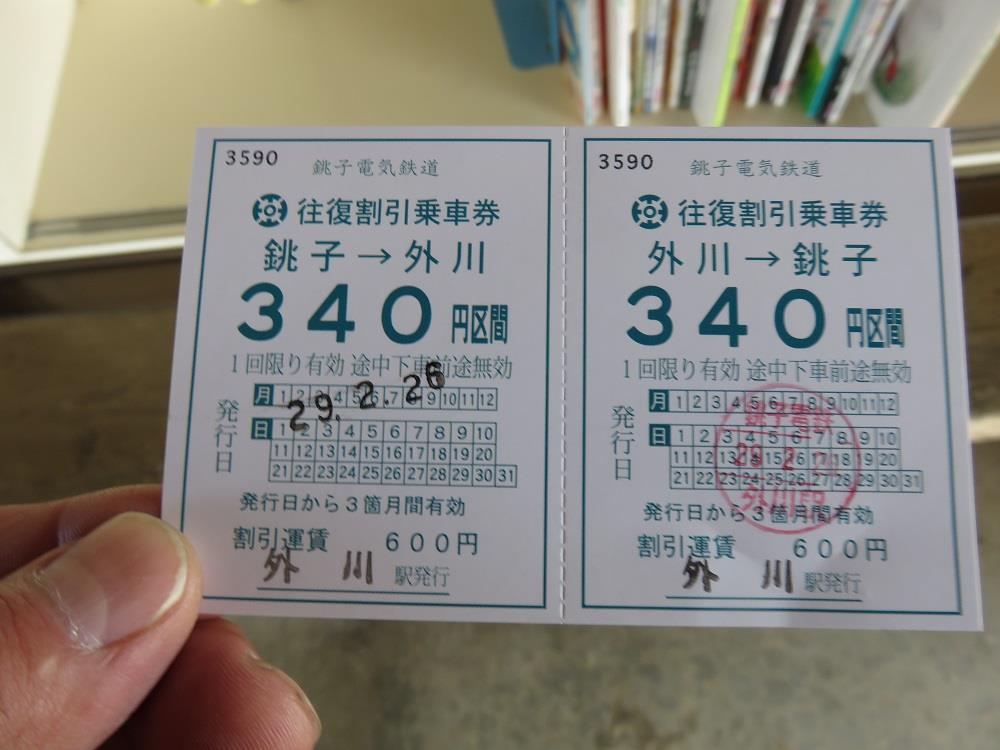 3590
銚子電気鉄道
往復割引乗車券
銚子→外川
340円区間
1回限り有効 途中下車前途無効
発行日
月 1 2 3 4 5 6 7 8 9 10 11 12
29.2.26
日 1 2 3 4 5 6 7 8 9 10
11 12 13 14 15 16 17 18 19 20
21 22 23 24 25 26 27 28 29 30 31
発行日から3箇月間有効
割引運賃 600円
外川 駅発行
3590
銚子電気鉄道
往復割引乗車券
外川→銚子
340円区間
1回限り有効 途中下車前途無効
発行日
月 1 2 3 4 5 6 7 8 9 10 11 12
日 1 2 3 4 5 6 7 8 9 10
11 12 13 14 15 16 17 18 19 20
21 22 23 24 25 26 27 28 29 30 31
銚子電鉄
外川駅
発行日から3箇月間有効
割引運賃 600円
外川 駅発行